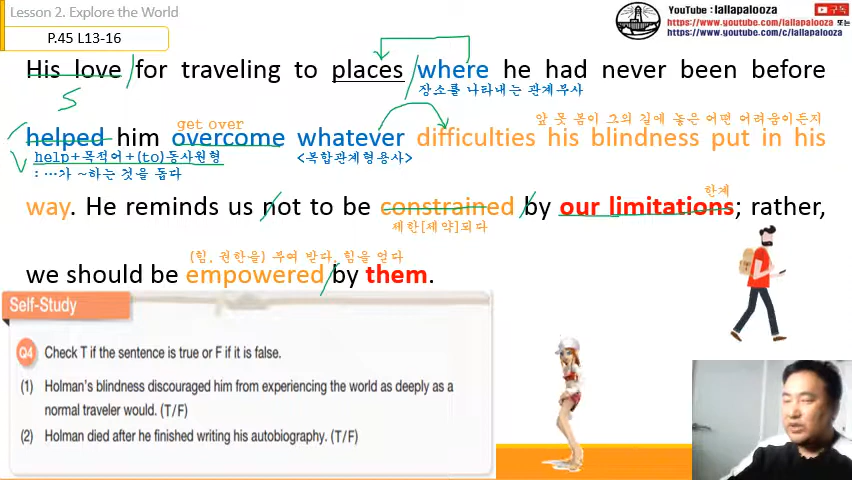 Lesson 2. Explore the World
P.45 L13-16
YouTube : lallapalooza
구독
https://www.youtube.com/lallapalooza 또는
https://www.youtube.com/c/lallapalooza
His love for traveling to places where he had never been before
S
장소를 나타내는 관계부사
get over
앞 못 봄이 그의 길에 놓은 어떤 어려움이든지
helped him overcome whatever difficulties his blindness put in his
V
help+목적어+(to)동사원형
<복합관계형용사>
: …가 ~하는 것을 돕다
한계
way. He reminds us not to be constrained by our limitations; rather,
제한[제약]되다
(힘, 권한을) 부여 받다, 힘을 얻다
we should be empowered by them.
Self-Study
Q4 Check T if the sentence is true or F if it is false.
(1) Holman's blindness discouraged him from experiencing the world as deeply as a
normal traveler would. (T/F)
(2) Holman died after he finished writing his autobiography. (T/F)